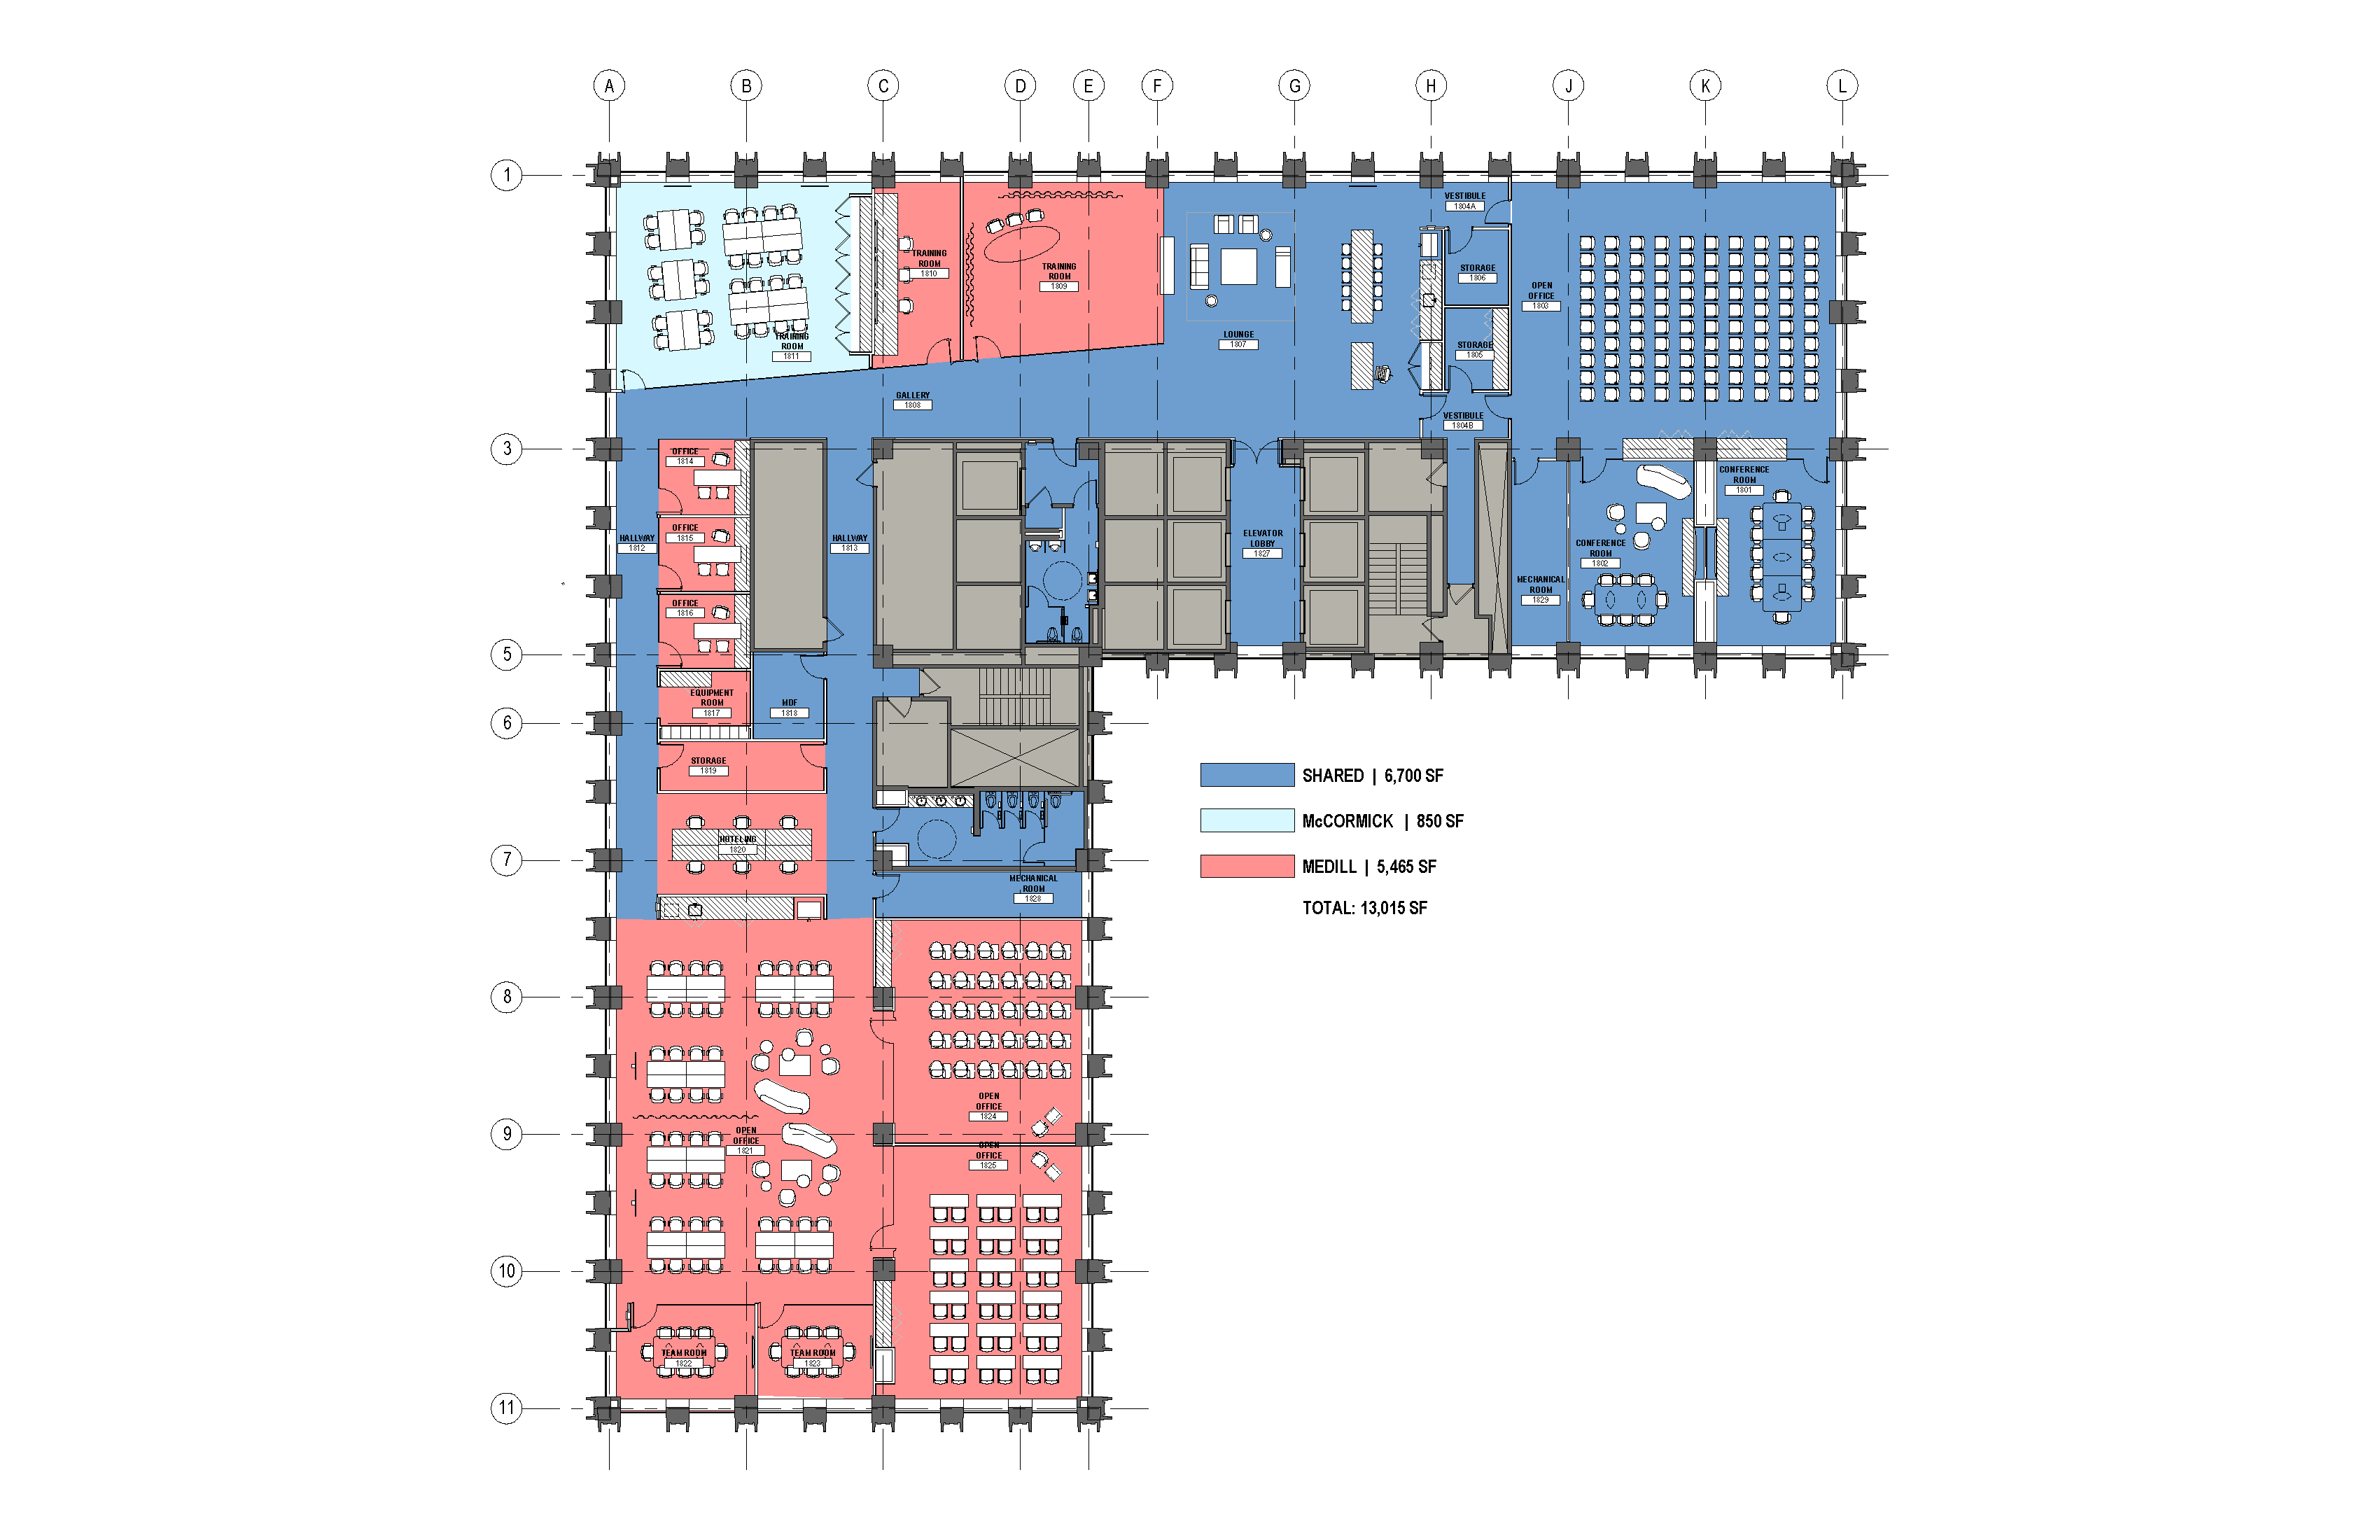 A B C D E F G H J K L
1
VESTIBULE
1804A
TRAINING
ROOM
1810
TRAINING
ROOM
1809
STORAGE
1806
OPEN
OFFICE
1803
TRAINING
ROOM
1811
LOUNGE
1807
STORAGE
1805
GALLERY
1808
VESTIBULE
1804B
3
OFFICE
1814
CONFERENCE
ROOM
1801
OFFICE
1815
HALLWAY
1812
HALLWAY
1813
ELEVATOR
LOBBY
1827
CONFERENCE
ROOM
1802
MECHANICAL
ROOM
1829
OFFICE
1816
5
EQUIPMENT
ROOM
1817
MDF
1818
6
STORAGE
1819
SHARED | 6,700 SF
McCORMICK | 850 SF
HOTELING
1820
7
MEDILL | 5,465 SF
MECHANICAL
ROOM
1828
TOTAL: 13,015 SF
8
OPEN
OFFICE
1824
9
OPEN
OFFICE
1821
OPEN
OFFICE
1825
10
TEAM ROOM
1822
TEAM ROOM
1823
11